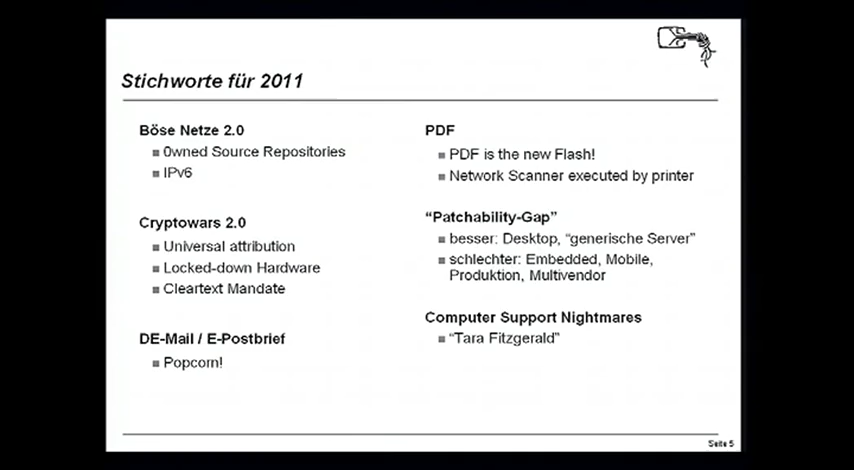 Stichworte für 2011
Böse Netze 2.0
0wned Source Repositories
IPv6
Cryptowars 2.0
Universal attribution
Locked-down Hardware
Cleartext Mandate
DE-Mail / E-Postbrief
Popcorn!
PDF
PDF is the new Flash!
Network Scanner executed by printer
“Patchability-Gap”
besser: Desktop, “generische Server”
schlechter: Embedded, Mobile,
Produktion, Multivendor
Computer Support Nightmares
“Tara Fitzgerald”
Seite 5